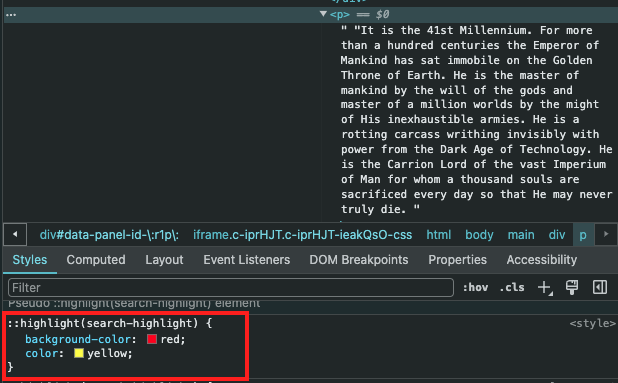 … ▼<p> == $0
" "It is the 41st Millennium. For more
than a hundred centuries the Emperor of
Mankind has sat immobile on the Golden
Throne of Earth. He is the master of
mankind by the will of the gods and
master of a million worlds by the might
of His inexhaustible armies. He is a
rotting carcass writhing invisibly with
power from the Dark Age of Technology. He
is the Carrion Lord of the vast Imperium
of Man for whom a thousand souls are
sacrificed every day so that He may never
truly die. "
div#data-panel-id-\:r1p\: iframe.c-iprHJT.c-iprHJT-ieakQsO-css html body main div p
Styles Computed Layout Event Listeners DOM Breakpoints Properties Accessibility
Filter :hov .cls
Pseudo ::highlight(search-highlight) element
::highlight(search-highlight) { <style>
background-color: red;
color: yellow;
}